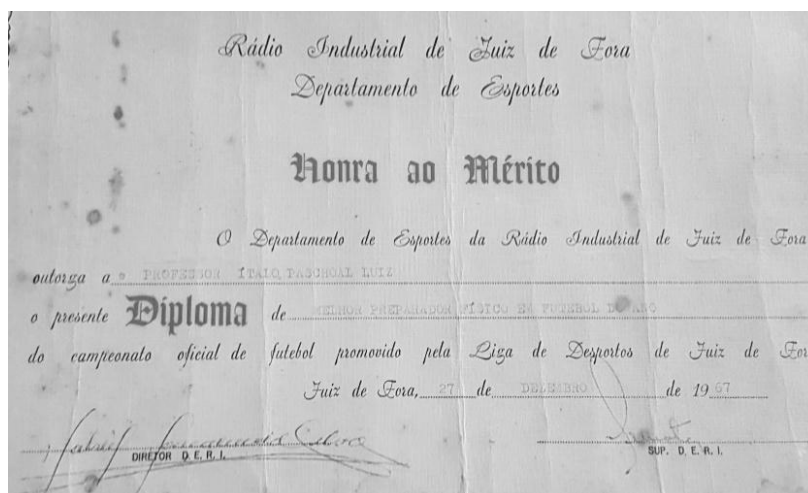 Rádio Industrial de Juiz de Fora
Departamento de Esportes
Honra ao Mérito
O Departamento de Esportes da Rádio Industrial de Juiz de Fora
outorga a o PROFESSOR ÍTALO PASCHOAL LUIZ
o presente Diploma de MELHOR PREPARADOR FÍSICO EM FUTEBOL DO ANO
do campeonato oficial de futebol promovido pela Liga de Desportos de Juiz de For
Juiz de Fora, 27 de DEZEMBRO de 1967
DIRETOR D. E. R. I.
SUP. D. E. R. I.